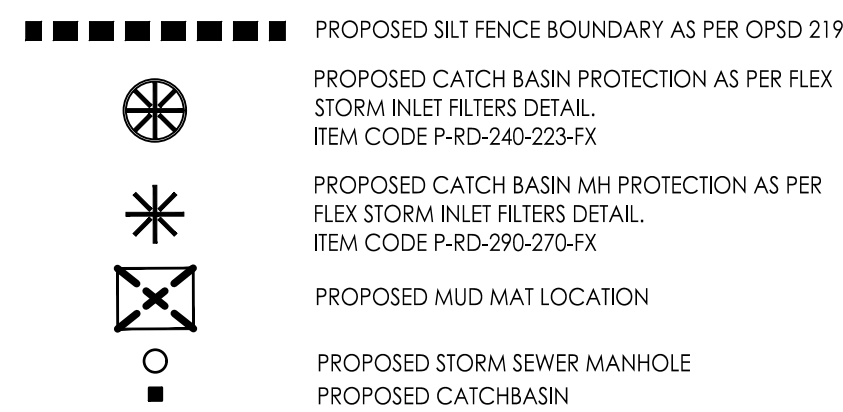 PROPOSED SILT FENCE BOUNDARY AS PER OPSD 219
PROPOSED CATCH BASIN PROTECTION AS PER FLEX
STORM INLET FILTERS DETAIL.
ITEM CODE P-RD-240-223-FX
PROPOSED CATCH BASIN MH PROTECTION AS PER
FLEX STORM INLET FILTERS DETAIL.
ITEM CODE P-RD-290-270-FX
PROPOSED MUD MAT LOCATION
PROPOSED STORM SEWER MANHOLE
PROPOSED CATCHBASIN